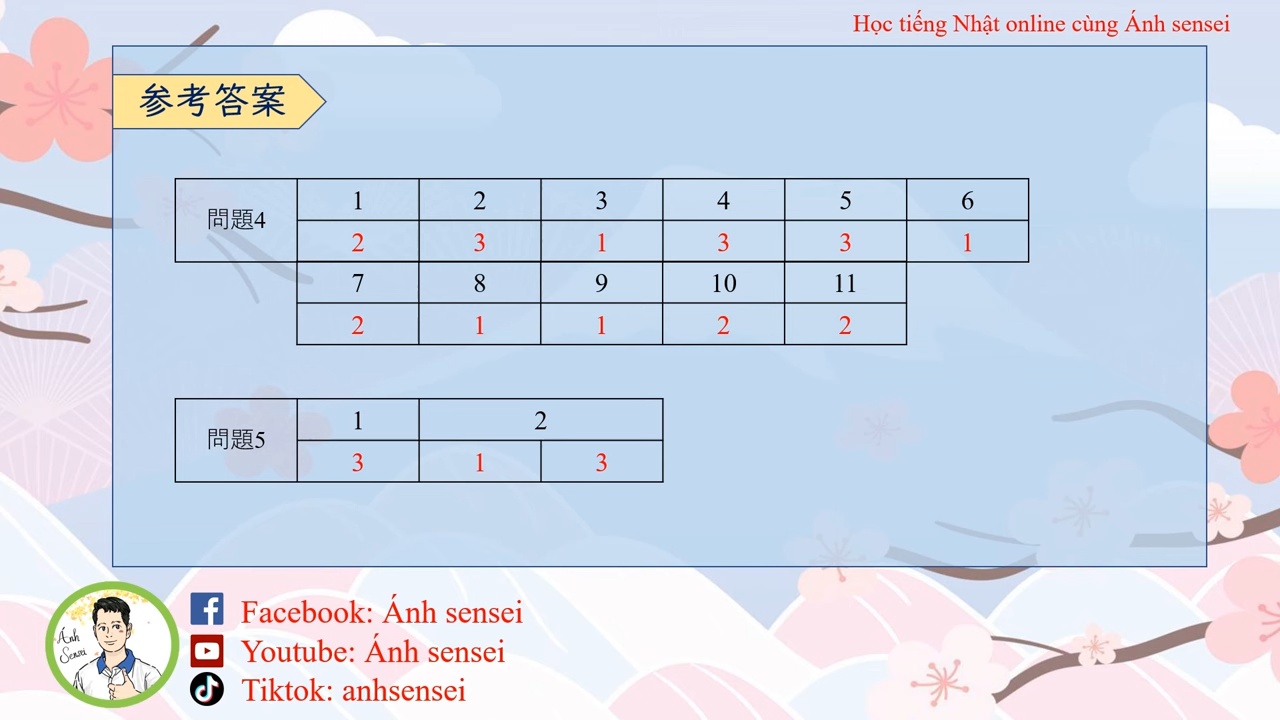 Học tiếng Nhật online cùng Ánh sensei
参考答案
問題4
1 2 3 4 5 6
2 3 1 3 3 1
7 8 9 10 11
2 1 1 2 2
問題5
1 2
3 1 3
Ánh Sensei
Facebook: Ánh sensei
Youtube: Ánh sensei
Tiktok: anhsensei